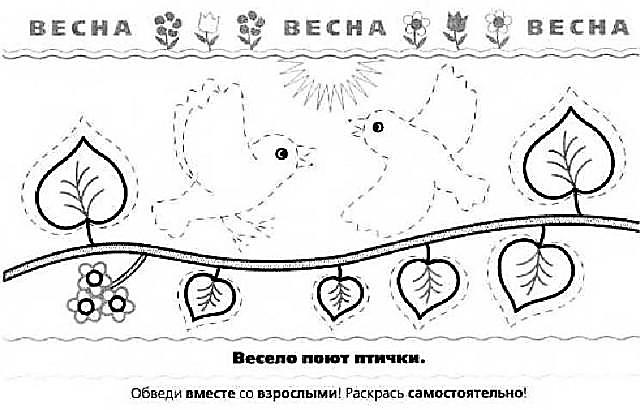 ВЕСНА ВЕСНА ВЕСНА
Весело поют птички.
Обведи вместе со взрослыми! Раскрась самостоятельно!